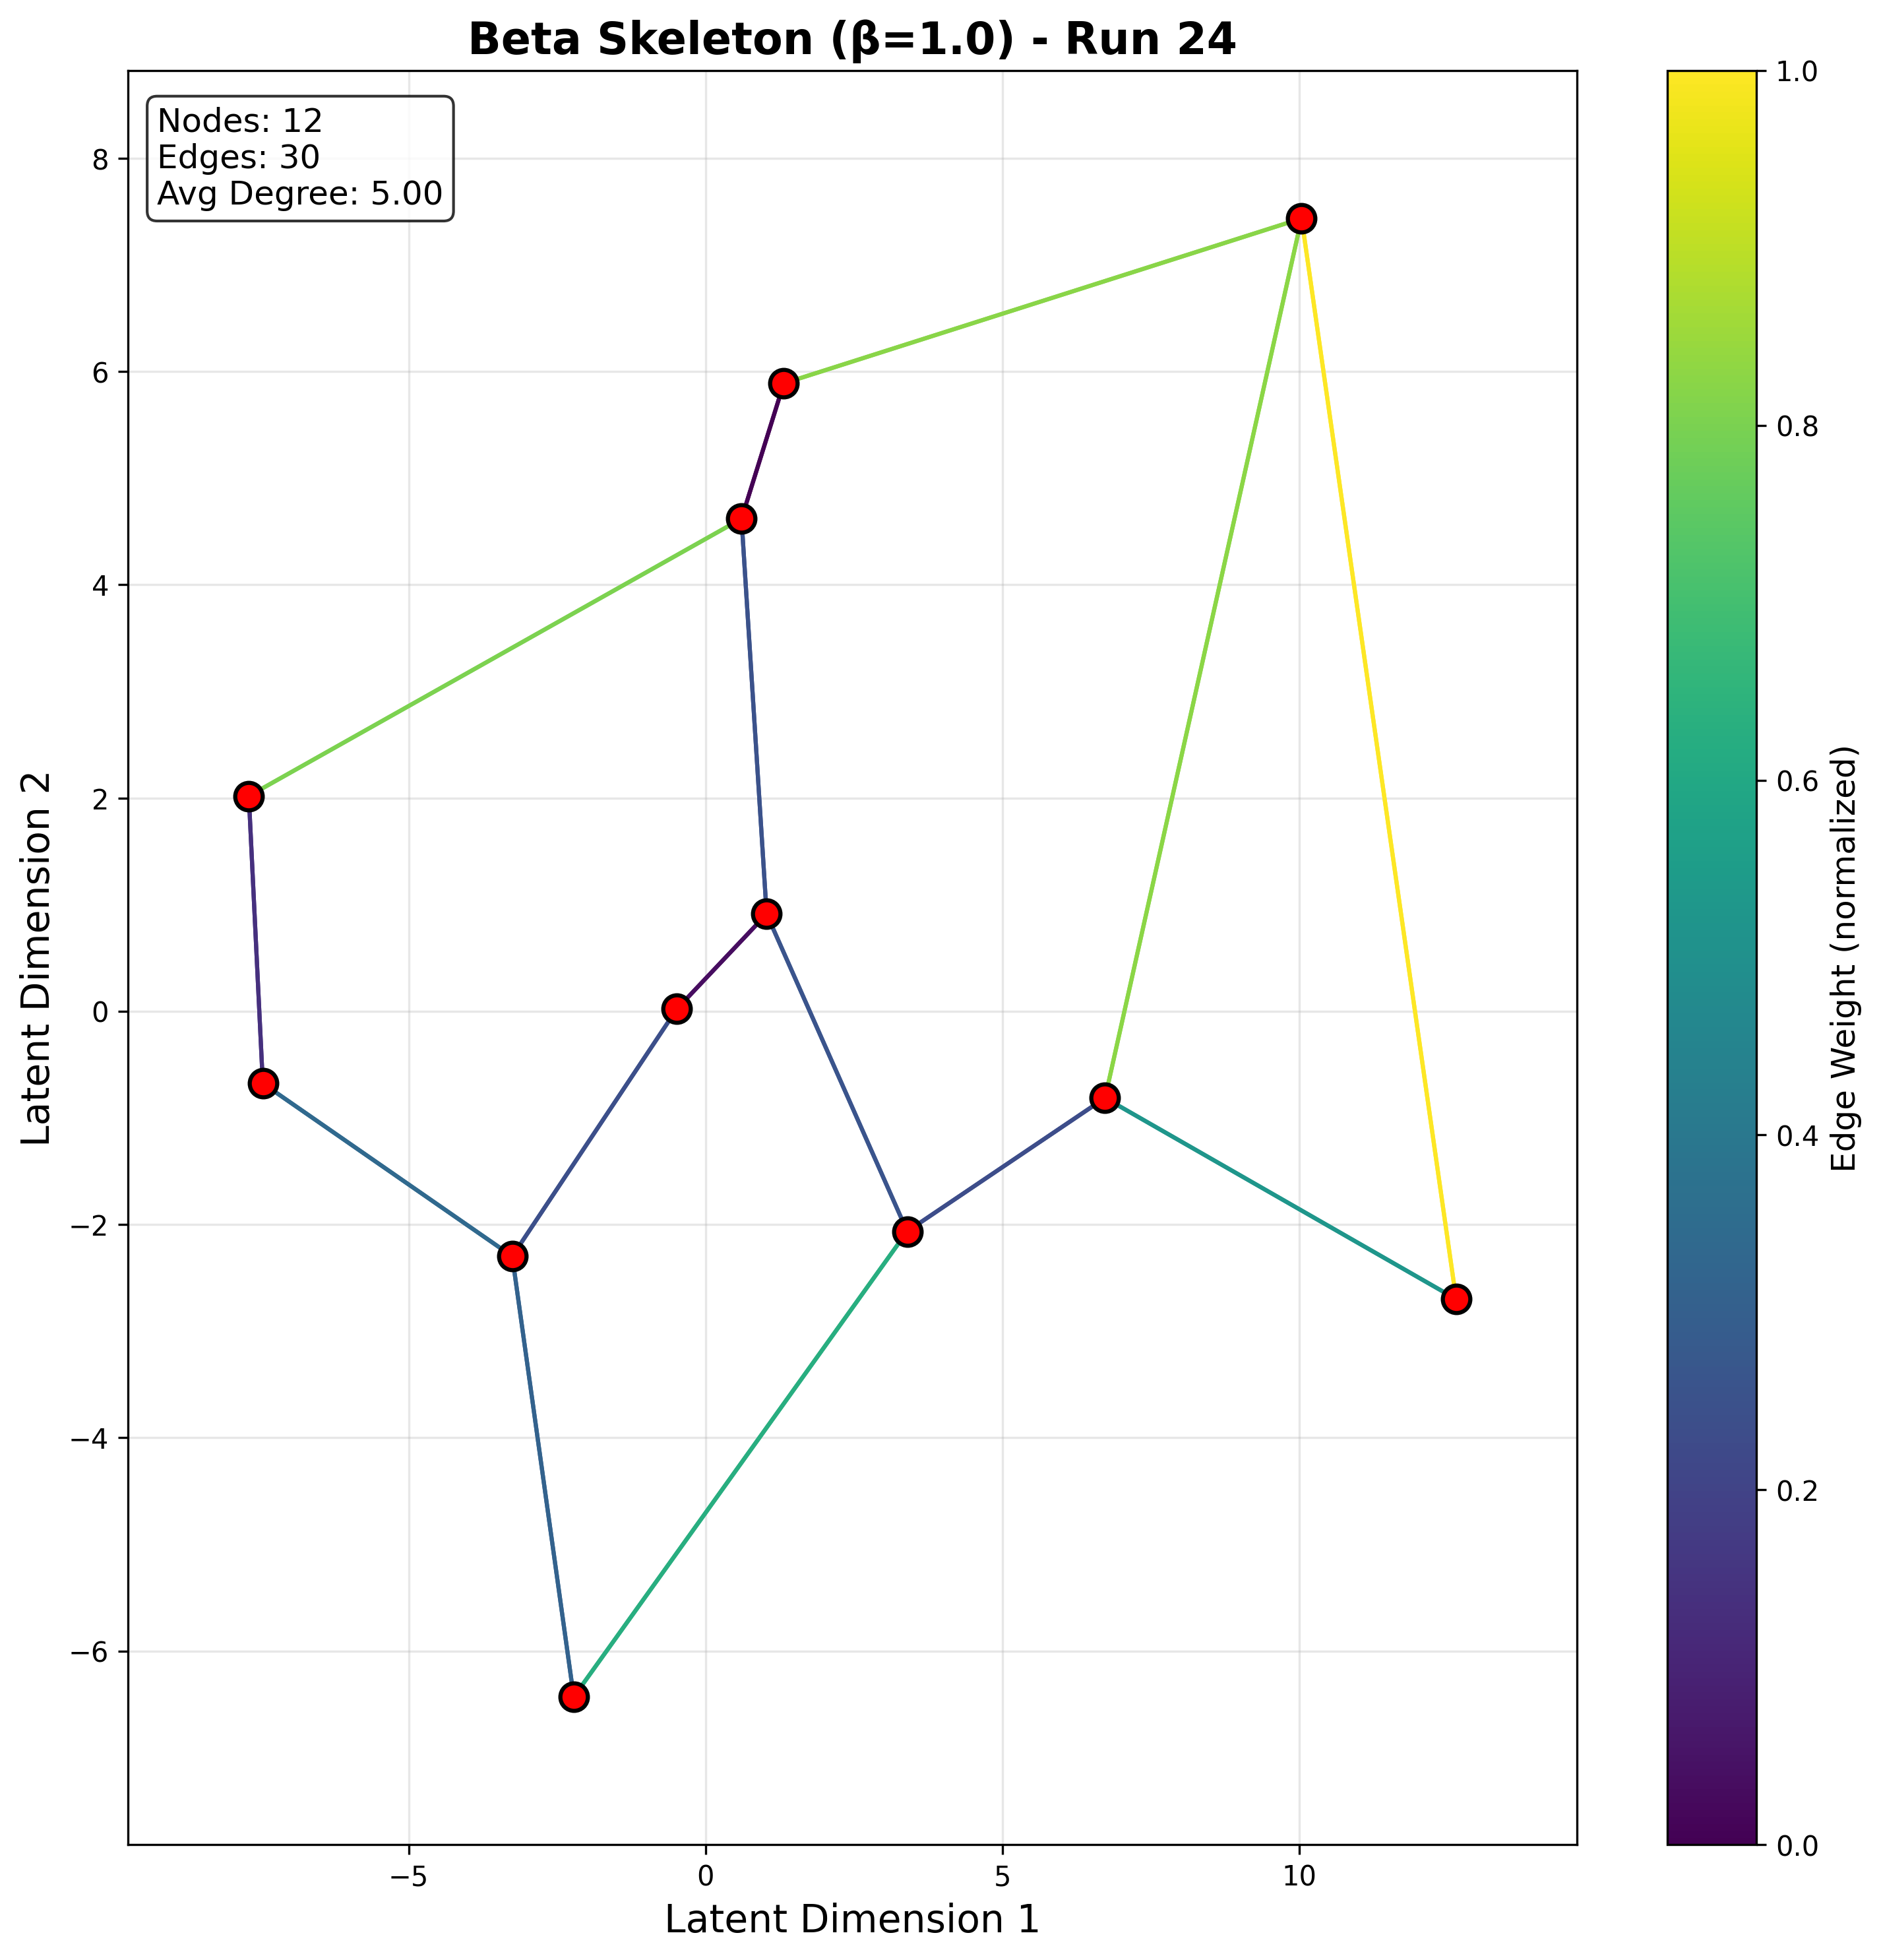 Beta Skeleton (β=1.0) - Run 24
Nodes: 12
Edges: 30
Avg Degree: 5.00
8
6
4
2
0
−2
−4
−6
Latent Dimension 2
−5
0
5
10
Latent Dimension 1
1.0
0.8
0.6
0.4
0.2
0.0
Edge Weight (normalized)